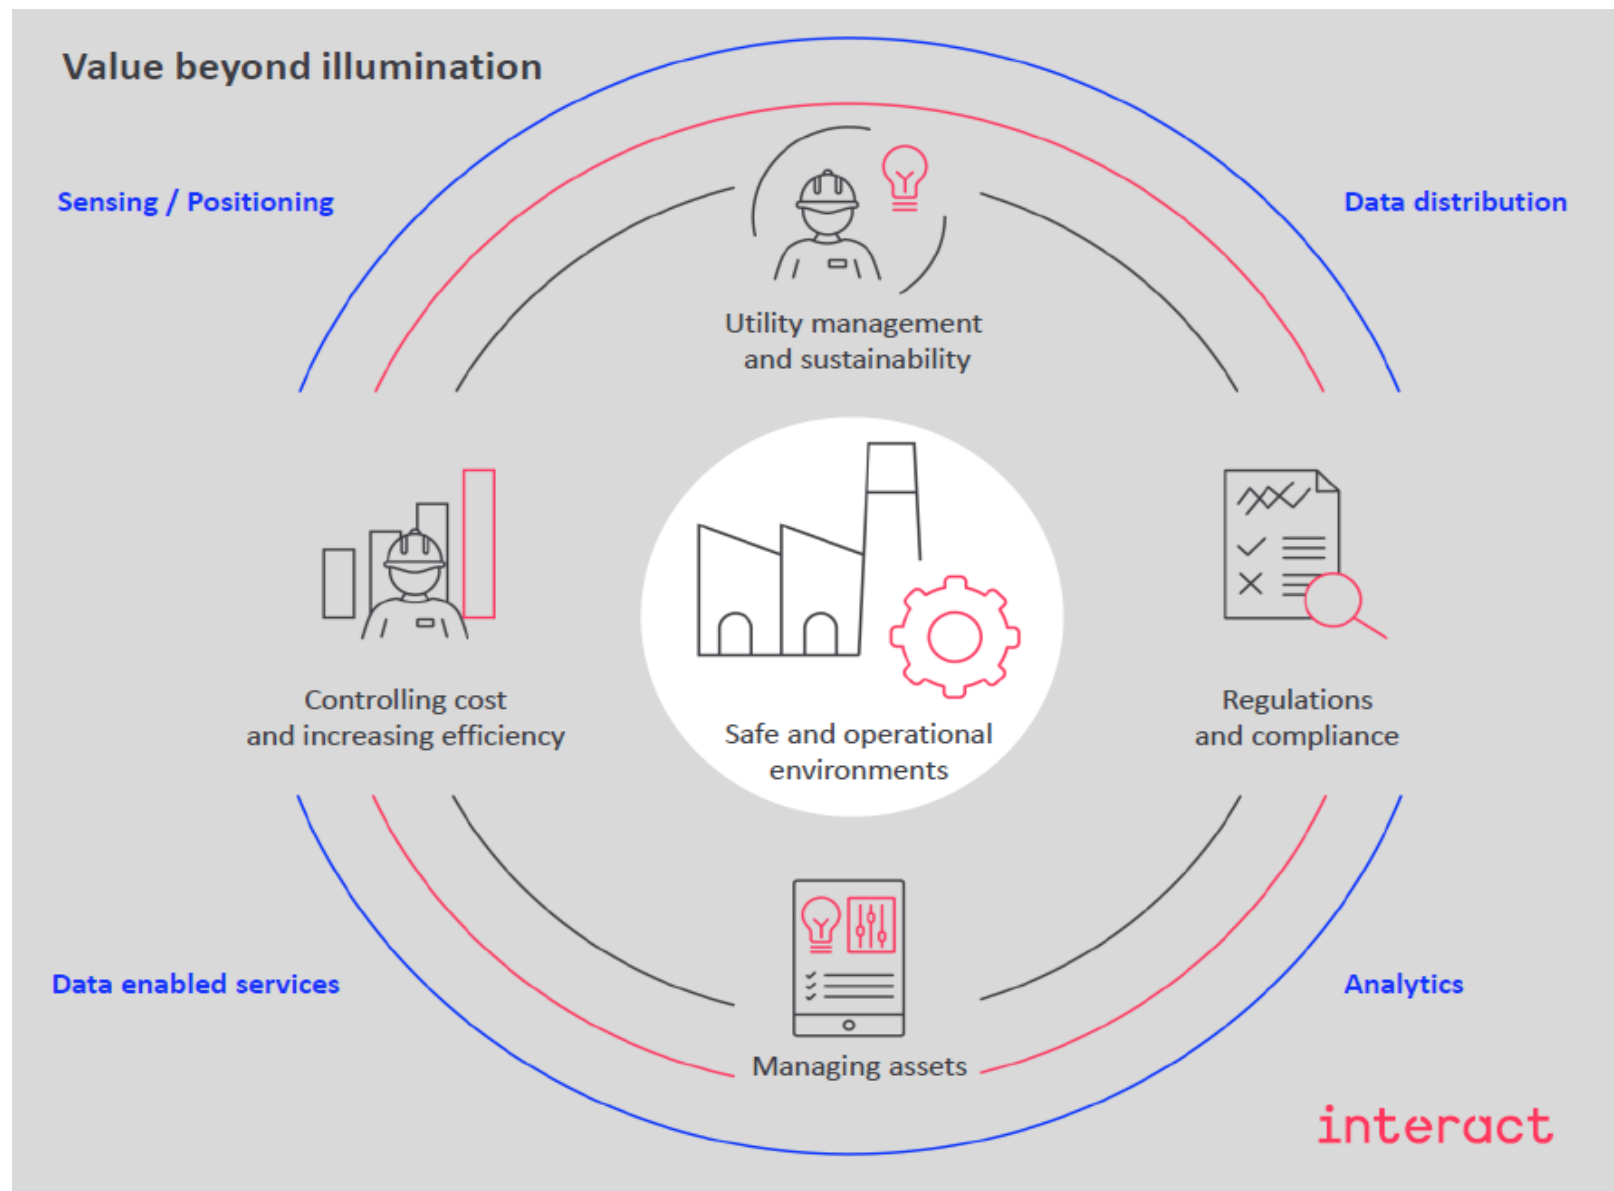 Value beyond illumination
Sensing / Positioning
Data distribution
Utility management
and sustainability
Controlling cost
and increasing efficiency
Safe and operational
environments
Regulations
and compliance
Data enabled services
Analytics
Managing assets
interact